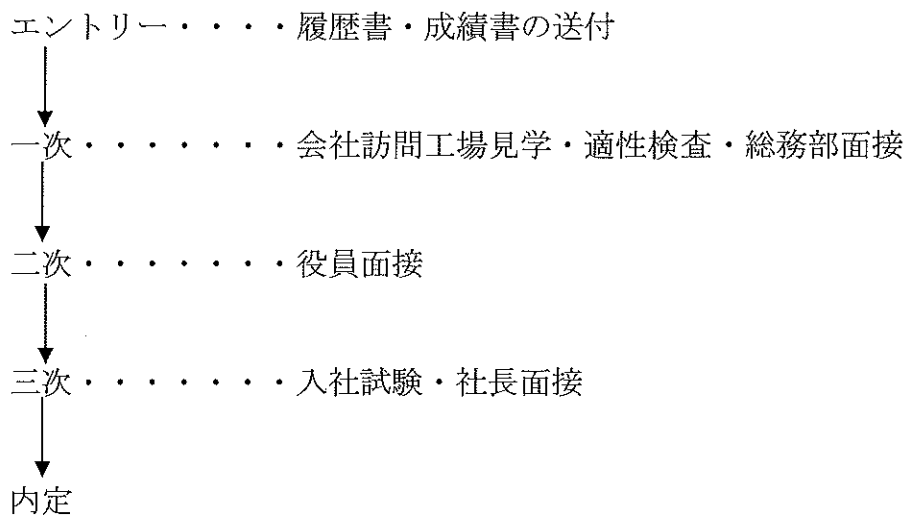 エントリー・・・・履歴書・成績書の送付
一次・・・・・・・会社訪問工場見学・適性検査・総務部面接
二次・・・・・・・役員面接
三次・・・・・・・入社試験・社長面接
内定